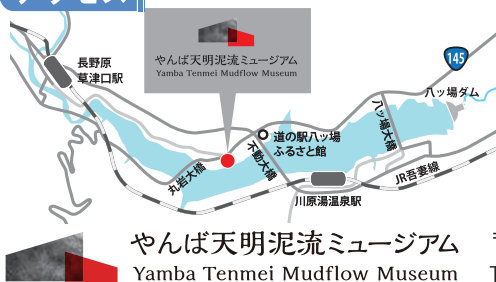 アクセス
やんば天明泥流ミュージアム
Yamba Tenmei Mudflow Museum
145
長野原
草津口駅
八ッ場ダム
八ッ場大橋
道の駅八ッ場
ふるさと館
不動大橋
丸岩大橋
JR吾妻線
川原湯温泉駅
やんば天明泥流ミュージアム
Yamba Tenmei Mudflow Museum